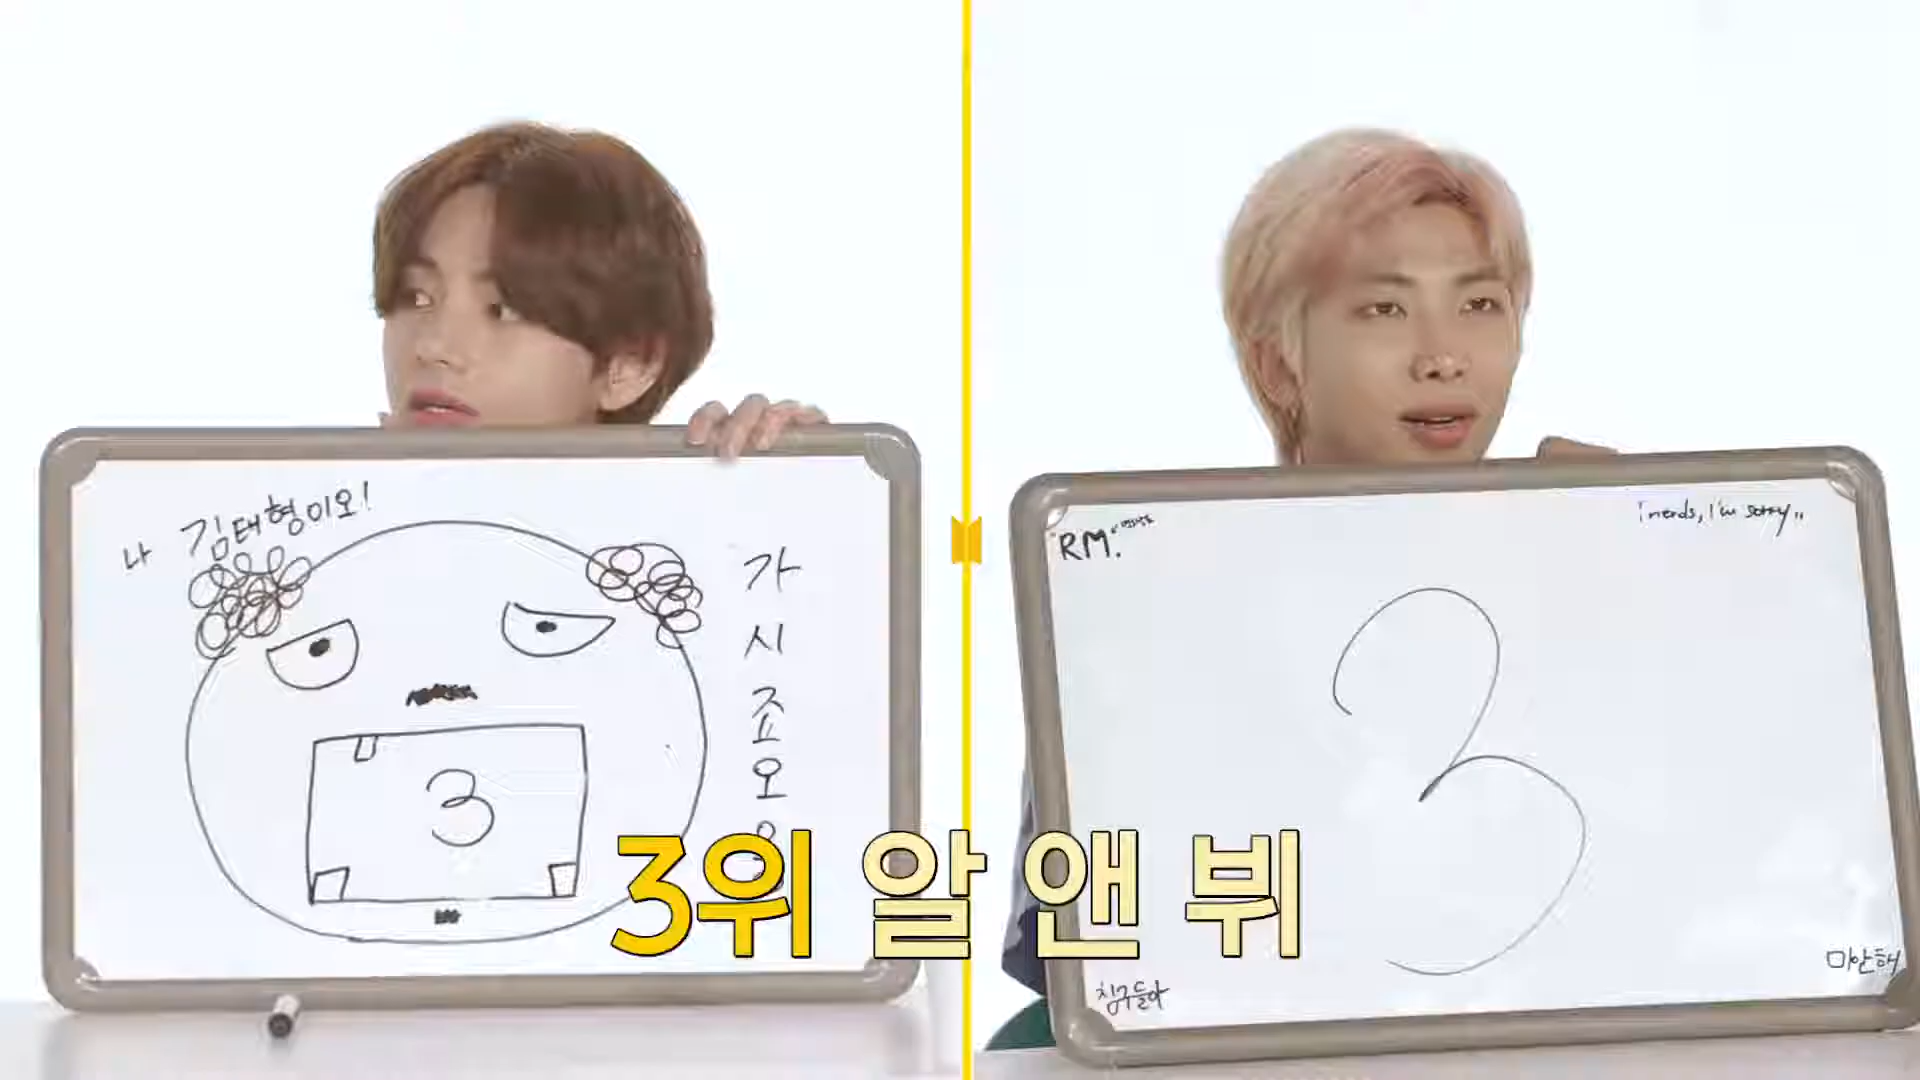 나 김태형이오!
3
가
시
죠
오
RM.
friends, I'm sorry..
3
친구들아
미안해
3위 알 앤 뷔